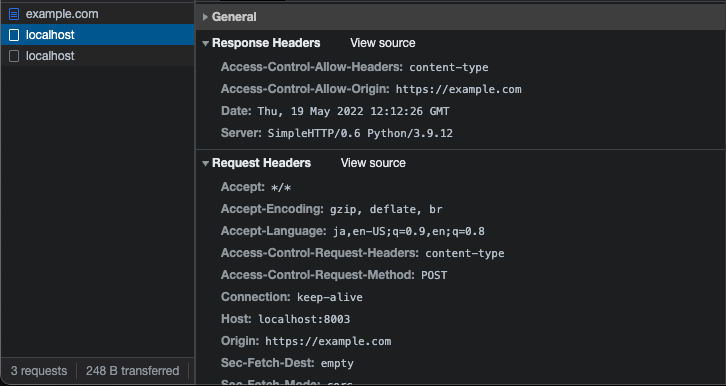 example.com
localhost
localhost
3 requests
248 B transferred
General
Response Headers View source
Access-Control-Allow-Headers: content-type
Access-Control-Allow-Origin: https://example.com
Date: Thu, 19 May 2022 12:12:26 GMT
Server: SimpleHTTP/0.6 Python/3.9.12
Request Headers View source
Accept: */*
Accept-Encoding: gzip, deflate, br
Accept-Language: ja,en-US;q=0.9,en;q=0.8
Access-Control-Request-Headers: content-type
Access-Control-Request-Method: POST
Connection: keep-alive
Host: localhost:8003
Origin: https://example.com
Sec-Fetch-Dest: empty
Sec-Fetch-Mode: cors